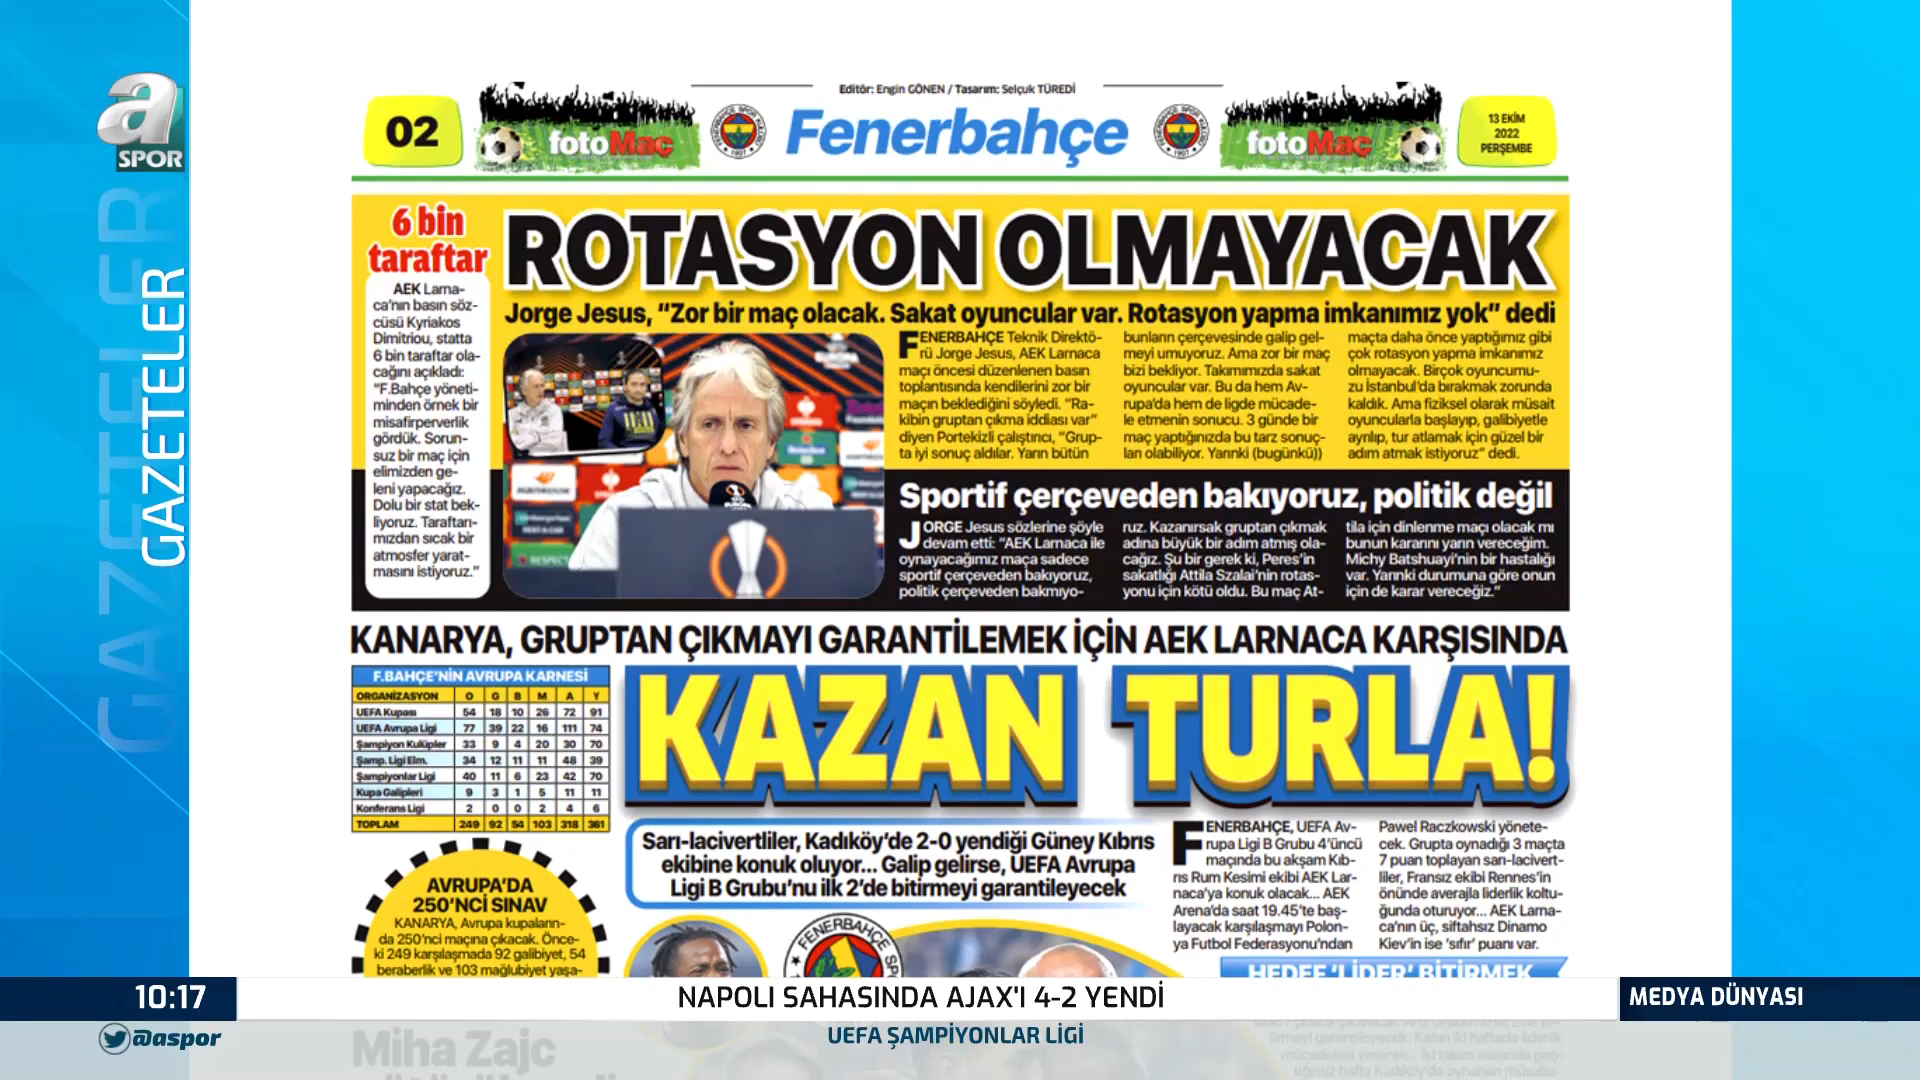 a
SPOR
GAZETELER
GAZETELER
Editör: Engin GÖNEN / Tasarım: Selçuk TÜREDİ
02
fotoMaç
Fenerbahçe
fotoMaç
13 EKİM
2022
PERŞEMBE
6 bin
taraftar
AEK Larna-
ca'nın basın söz-
cüsü Kyriakos
Dimitriou, statta
6 bin taraftar ola-
cağını açıkladı:
"F.Bahçe yöneti-
minden örnek bir
misafirperverlik
gördük. Sorun-
suz bir maç için
elimizden ge-
leni yapacağız.
Dolu bir stat bek-
liyoruz. Taraftarı-
mızdan sıcak bir
atmosfer yarat-
masını istiyoruz."
ROTASYON OLMAYACAK
Jorge Jesus, "Zor bir maç olacak. Sakat oyuncular var. Rotasyon yapma imkanımız yok" dedi
FENERBAHÇE Teknik Direktö-
rü Jorge Jesus, AEK Larnaca
maçı öncesi düzenlenen basın
toplantısında kendilerini zor bir
maçın beklediğini söyledi. "Ra-
kibin gruptan çıkma iddiası var"
diyen Portekizli çalıştırıcı, "Grup-
ta iyi sonuç aldılar. Yarın bütün
bunların çerçevesinde galip gel-
meyi umuyoruz. Ama zor bir maç
bizi bekliyor. Takımımızda sakat
oyuncular var. Bu da hem Av-
rupa'da hem de ligde mücade-
le etmenin sonucu. 3 günde bir
maç yaptığınızda bu tarz sonuç-
lan olabiliyor. Yarınki (bugünkü))
maçta daha önce yaptığımız gibi
çok rotasyon yapma imkanımız
olmayacak. Birçok oyuncumu-
zu İstanbul'da bırakmak zorunda
kaldık. Ama fiziksel olarak müsait
oyuncularla başlayıp, galibiyetle
ayrılıp, tur atlamak için güzel bir
adım atmak istiyoruz" dedi.
RESPECT
Sportif çerçeveden bakıyoruz, politik değil
JORGE Jesus sözlerine şöyle
devam etti: "AEK Larnaca ile
oynayacağımız maça sadece
sportif çerçeveden bakıyoruz,
politik çerçeveden bakmıyo-
ruz. Kazanırsak gruptan çıkmak
adına büyük bir adım atmış ola-
cağız. Şu bir gerek ki, Peres'in
sakatlığı Attila Szalai'nin rotas-
yonu için kötü oldu. Bu maç At-
tila için dinlenme maçı olacak mı
bunun kararını yarın vereceğim.
Michy Batshuayi'nin bir hastalığı
var. Yarınki durumuna göre onun
için de karar vereceğiz."
KANARYA, GRUPTAN ÇIKMAYI GARANTİLEMEK İÇİN AEK LARNACA KARŞISINDA
F.BAHÇE'NİN AVRUPA KARNESİ
ORGANİZASYON O G B M A Y
UEFA Kupası 54 18 10 26 72 91
UEFA Avrupa Ligi 77 39 22 16 111 74
Şampiyon Kulüpler 33 9 4 20 30 70
Şamp. Ligi Elm. 34 12 11 11 48 39
Şampiyonlar Ligi 40 11 6 23 42 70
Kupa Galipleri 9 3 1 5 11 11
Konferans Ligi 2 0 0 2 4 6
TOPLAM 249 92 54 103 318 361
KAZAN TURLA!
AVRUPA'DA
250'NCİ SINAV
KANARYA, Avrupa kupaların-
da 250'nci maçına çıkacak. Önce-
ki 249 karşılaşmada 92 galibiyet, 54
beraberlik ve 103 mağlubiyet yaşa-
Sarı-lacivertliler, Kadıköy'de 2-0 yendiği Güney Kıbrıs
ekibine konuk oluyor... Galip gelirse, UEFA Avrupa
Ligi B Grubu'nu ilk 2'de bitirmeyi garantileyecek
FENERBAHÇE SP
FENERBAHÇE, UEFA Av-
rupa Ligi B Grubu 4'üncü
maçında bu akşam Kıb-
rıs Rum Kesimi ekibi AEK Lar-
naca'ya konuk olacak... AEK
Arena'da saat 19.45'te baş-
layacak karşılaşmayı Polon-
ya Futbol Federasyonu'ndan
Pawel Raczkowski yönete-
cek. Grupta oynadığı 3 maçta
7 puan toplayan sarı-lacivert-
liler, Fransız ekibi Rennes'in
önünde averajla liderlik koltu-
ğunda oturuyor... AEK Larna-
ca'nın üç, siftahsız Dinamo
Kiev'in ise 'sıfır' puanı var.
HEDEF 'LİDER' BİTİRMEK
10:17
NAPOLI SAHASINDA AJAX'I 4-2 YENDİ
MEDYA DÜNYASI
@aspor
UEFA ŞAMPİYONLAR LİGİ
Miha Zajc